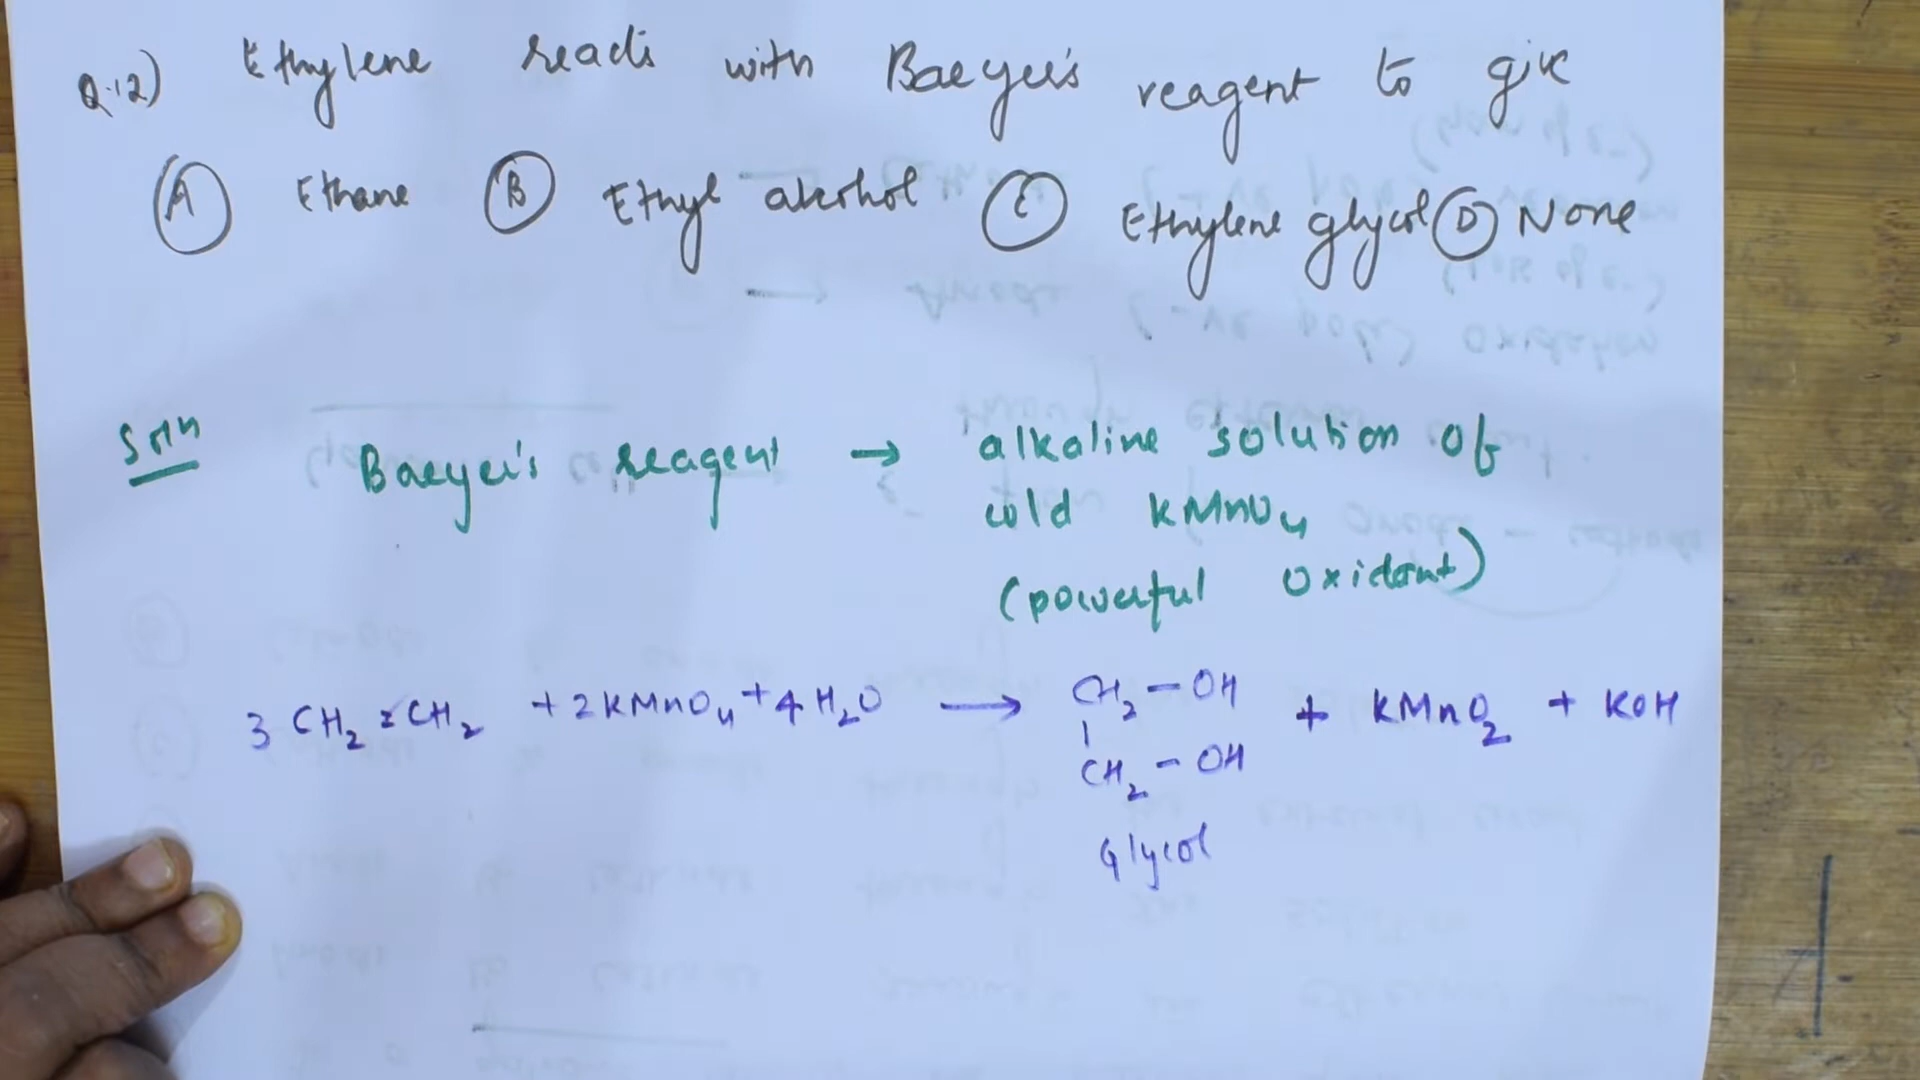 Q.12) Ethylene reacts with Baeyer's reagent to give
(A) Ethane (B) Ethyl alcohol (C) Ethylene glycol (D) None
Soln
Baeyer's reagent → alkaline solution of
cold KMnO₄
(powerful oxidant)
3 CH₂=CH₂ + 2KMnO₄ + 4H₂O → CH₂-OH + KMnO₂ + KOH
CH₂-OH
Glycol